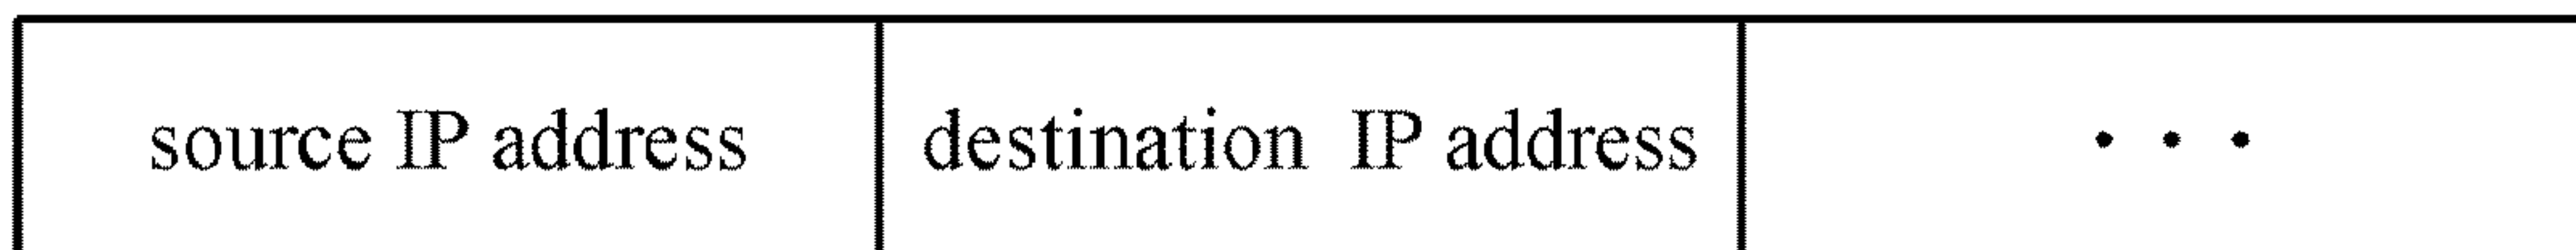 source IP address destination IP address . . .